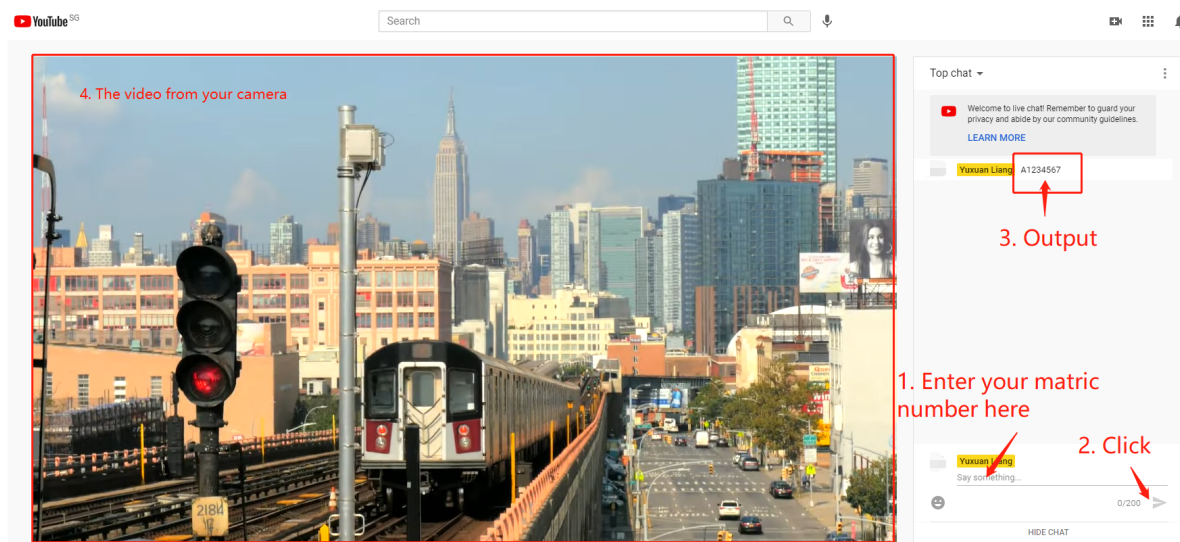 YouTube SG
Search
4. The video from your camera
Top chat
Welcome to live chat! Remember to guard your
privacy and abide by our community guidelines.
LEARN MORE
Yuxuan Liang A1234567
3. Output
1. Enter your matric
number here
2. Click
Yuxuan Liang
Say something...
0/200
HIDE CHAT
2184